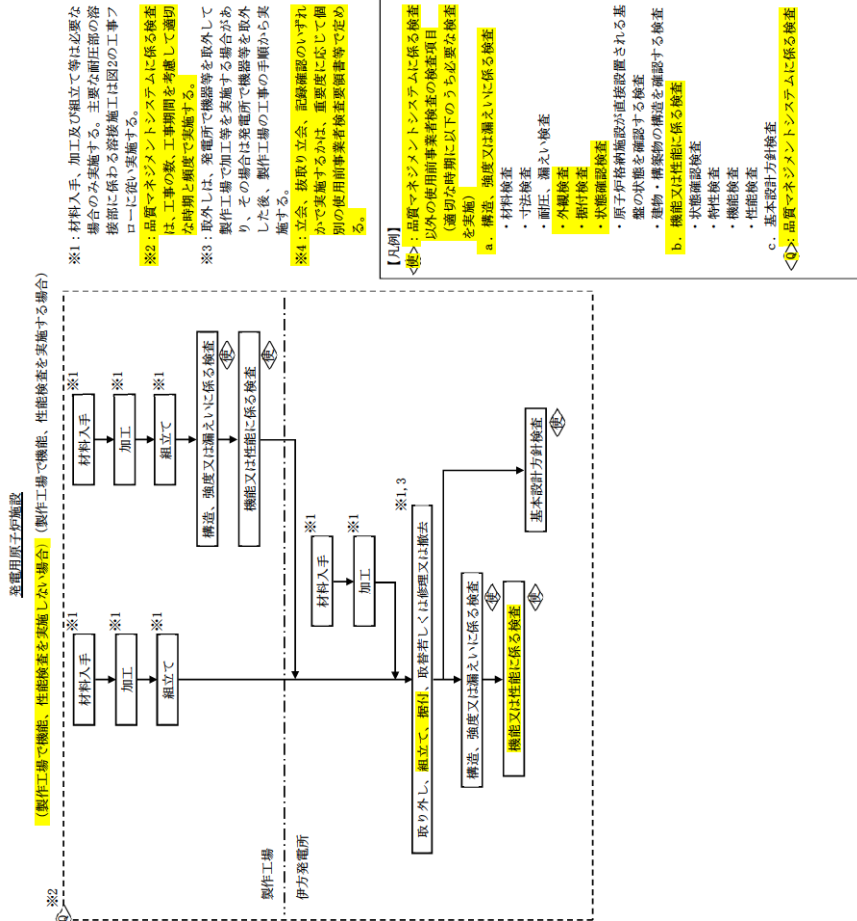 発電用原子炉施設
(製作工場で機能、性能検査を実施しない場合)(製作工場で機能、性能検査を実施する場合)
※2
Q
材料入手
※1
加工
※1
組立て
※1
材料入手
※1
加工
※1
組立て
※1
構造、強度又は漏えいに係る検査
使
機能又は性能に係る検査
使
製作工場
伊方発電所
材料入手
※1
加工
※1
取り外し、組立て、据付、取替若しくは修理又は撤去
※1, 3
構造、強度又は漏えいに係る検査
使
機能又は性能に係る検査
使
基本設計方針検査
使
※1：材料入手、加工及び組立て等は必要な
場合のみ実施する。主要な耐圧部の溶
接部に係わる溶接施工は図2の工事フ
ローに従い実施する。
※2：品質マネジメントシステムに係る検査
は、工事の数、工事期間を考慮して適切
な時期と頻度で実施する。
※3：取外しは、発電所で機器等を取外して
製作工場で加工等を実施する場合があ
り、その場合は発電所で機器等を取外
した後、製作工場の工事の手順から実
施する。
※4：立会、抜取り立会、記録確認のいずれ
かで実施するかは、重要度に応じて個
別の使用前事業者検査要領書等で定め
る。
【凡例】
使：品質マネジメントシステムに係る検査
以外の使用前事業者検査の検査項目
（適切な時期に以下のうち必要な検査
を実施）
a．構造、強度又は漏えいに係る検査
・材料検査
・寸法検査
・耐圧、漏えい検査
・外観検査
・据付検査
・状態確認検査
・原子炉格納施設が直接設置される基
盤の状態を確認する検査
・建物・構築物の構造を確認する検査
b．機能又は性能に係る検査
・状態確認検査
・特性検査
・機能検査
・性能検査
c．基本設計方針検査
Q：品質マネジメントシステムに係る検査